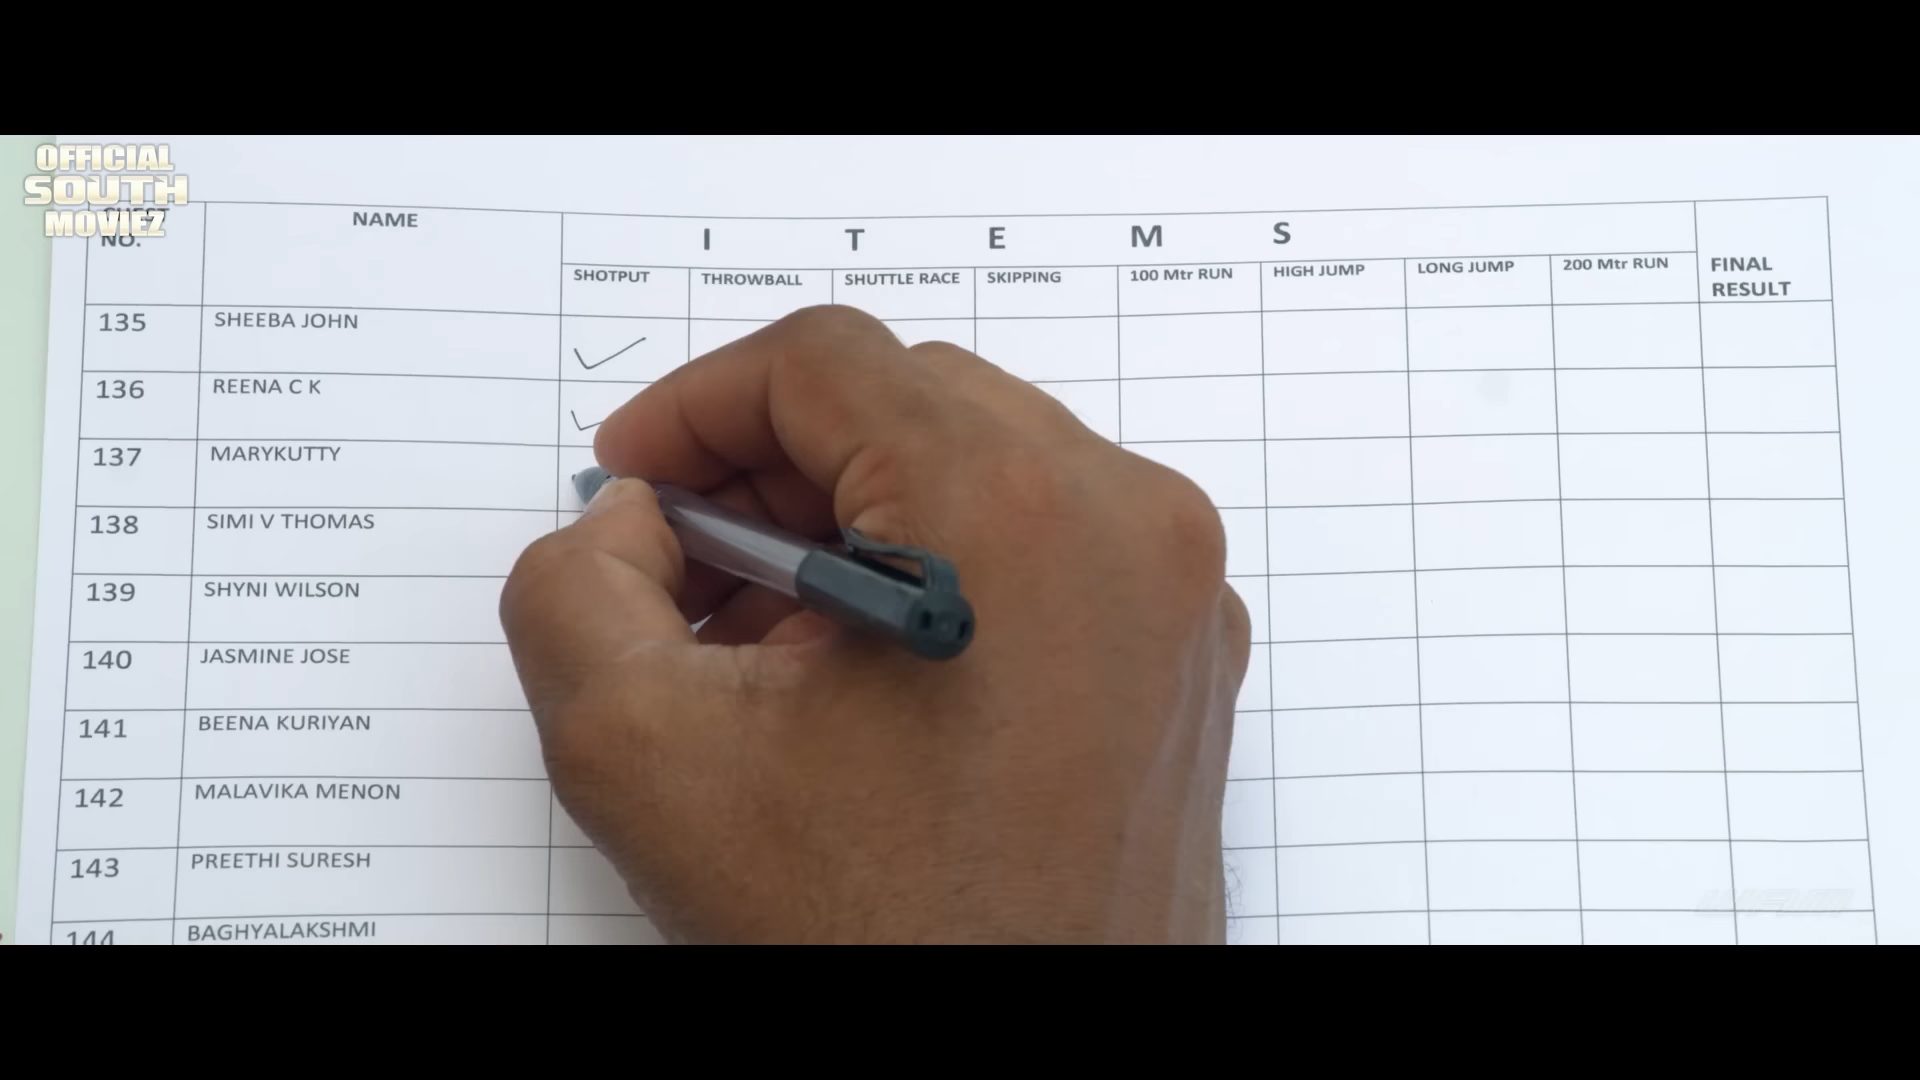 OFFICIAL
SOUTH
MOVIEZ
CHEST
NO.
NAME
I T E M S
SHOTPUT THROWBALL SHUTTLE RACE SKIPPING 100 Mtr RUN HIGH JUMP LONG JUMP 200 Mtr RUN
FINAL
RESULT
135 SHEEBA JOHN
136 REENA C K
137 MARYKUTTY
138 SIMI V THOMAS
139 SHYNI WILSON
140 JASMINE JOSE
141 BEENA KURIYAN
142 MALAVIKA MENON
143 PREETHI SURESH
144 BAGHYALAKSHMI